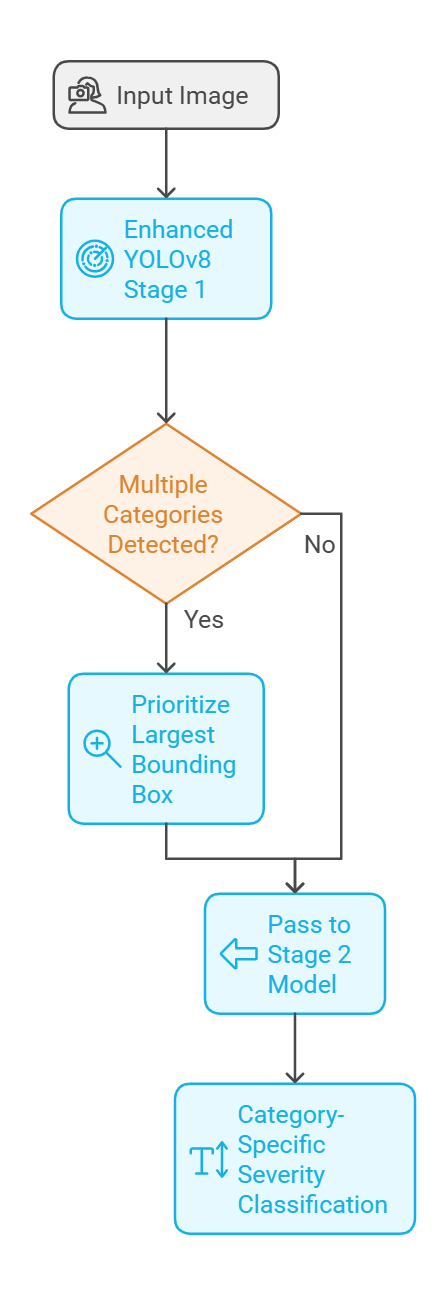 Input Image
Enhanced
YOLOv8
Stage 1
Multiple
Categories
Detected?
No
Yes
Prioritize
Largest
Bounding
Box
Pass to
Stage 2
Model
Category-
Specific
Severity
Classification